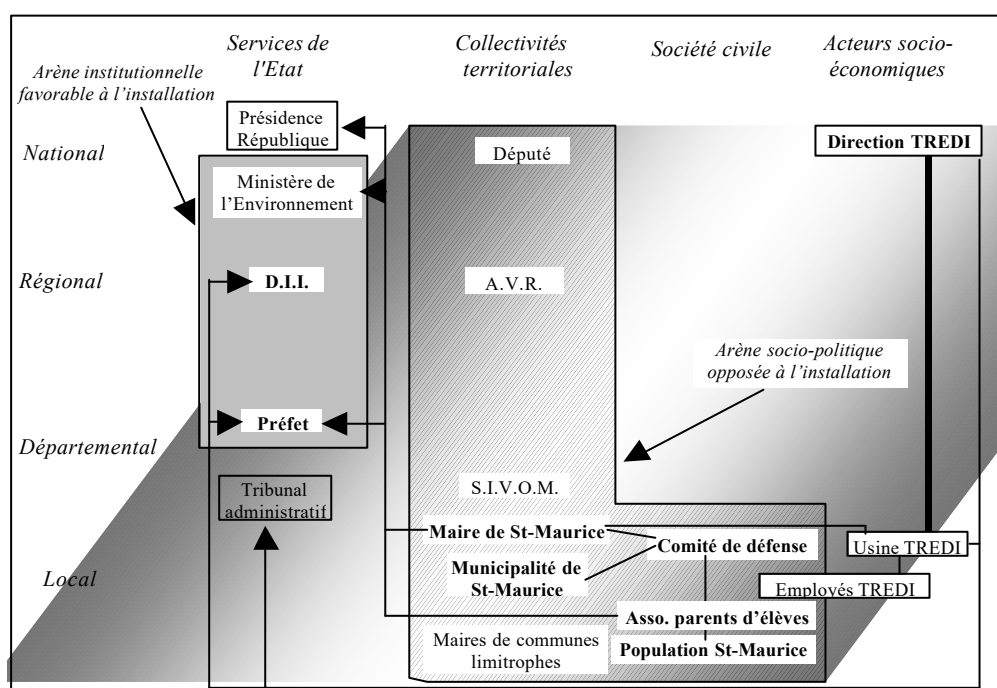 Services de
l'Etat
Collectivités
territoriales
Société civile
Acteurs socio-
économiques
Arène institutionnelle
favorable à l’installation
Présidence
République
National
Député
Direction TREDI
Ministère de
l’Environnement
Régional
D.I.I.
A.V.R.
Arène socio-politique
opposée à l’installation
Préfet
Départemental
Tribunal
administratif
S.I.V.O.M.
Maire de St-Maurice
Comité de défense
Usine TREDI
Municipalité de
St-Maurice
Local
Employés TREDI
Asso. parents d’élèves
Maires de communes
limitrophes
Population St-Maurice